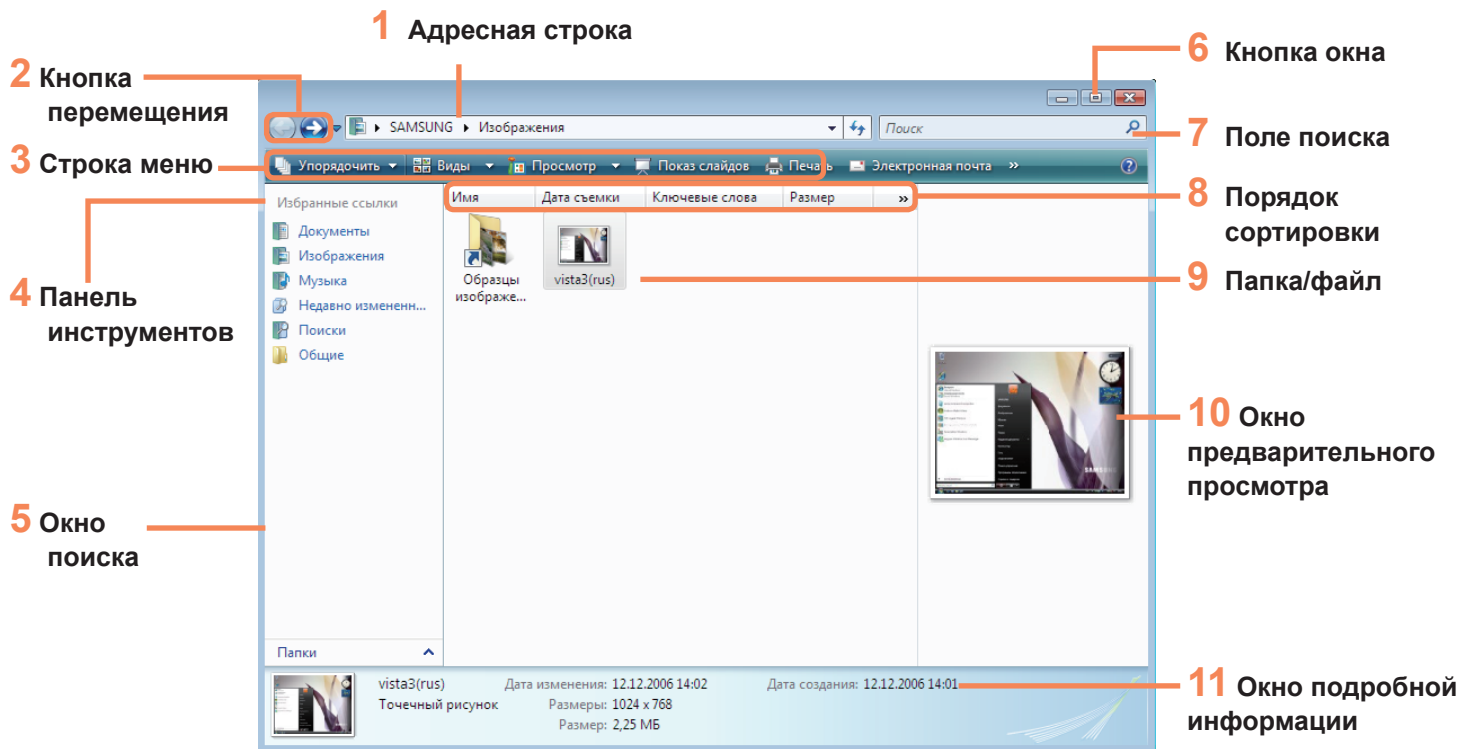 1 Адресная строка
2 Кнопка
перемещения
3 Строка меню
4 Панель
инструментов
5 Окно
поиска
6 Кнопка окна
7 Поле поиска
8 Порядок
сортировки
9 Папка/файл
10 Окно
предварительного
просмотра
11 Окно подробной
информации
SAMSUNG Изображения
Поиск
Упорядочить Виды Просмотр Показ слайдов Печать Электронная почта »
Избранные ссылки
Документы
Изображения
Музыка
Недавно измененн...
Поиски
Общие
Папки
Имя Дата съемки Ключевые слова Размер »
Образцы
изображе...
vista3(rus)
vista3(rus) Дата изменения: 12.12.2006 14:02 Дата создания: 12.12.2006 14:01
Точечный рисунок Размеры: 1024 x 768
Размер: 2,25 МБ